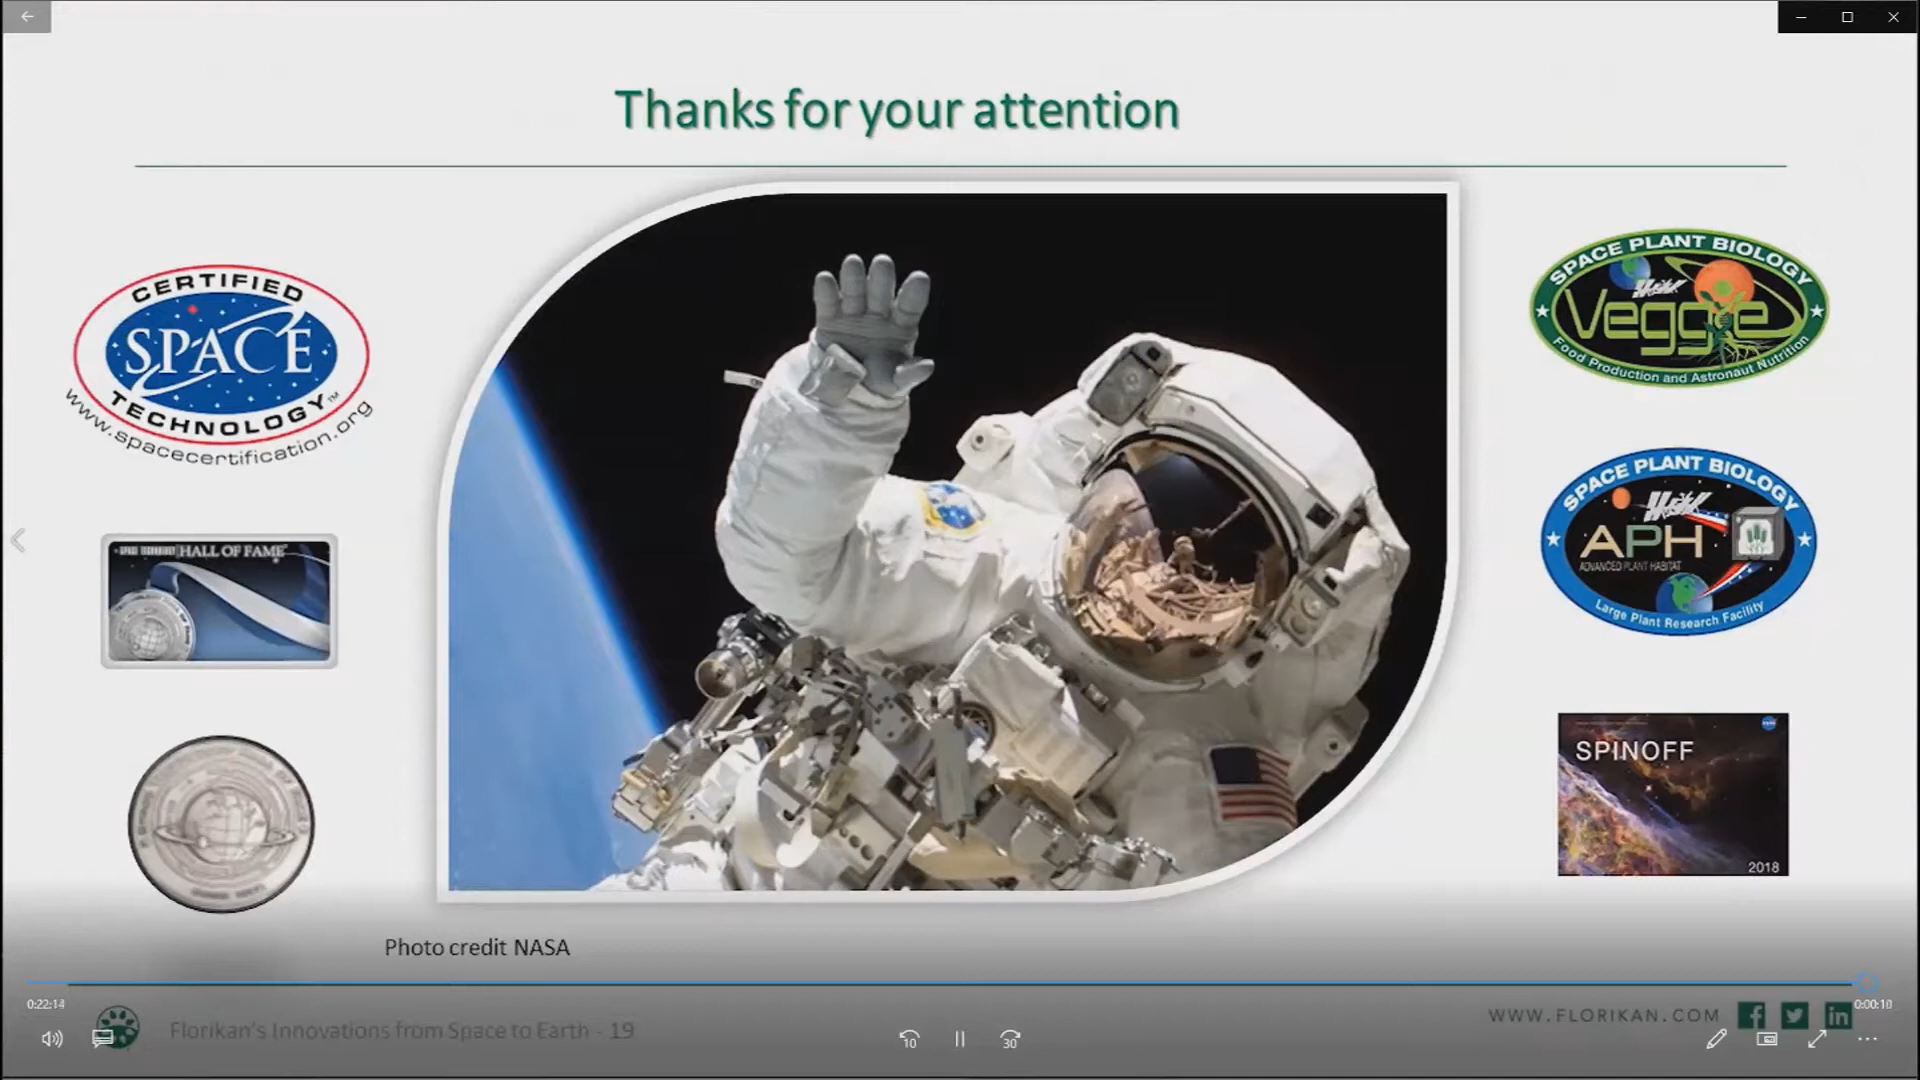 Thanks for your attention
CERTIFIED
SPACE
TECHNOLOGY™
www.spacecertification.org
HALL OF FAME
SPACE PLANT BIOLOGY
Veggie
Food Production and Astronaut Nutrition
SPACE PLANT BIOLOGY
APH
ADVANCED PLANT HABITAT
Large Plant Research Facility
SPINOFF
2018
Photo credit NASA
0:22:14
0:00:10
Florikan's Innovations from Space to Earth - 19
WWW.FLORIKAN.COM
10
30